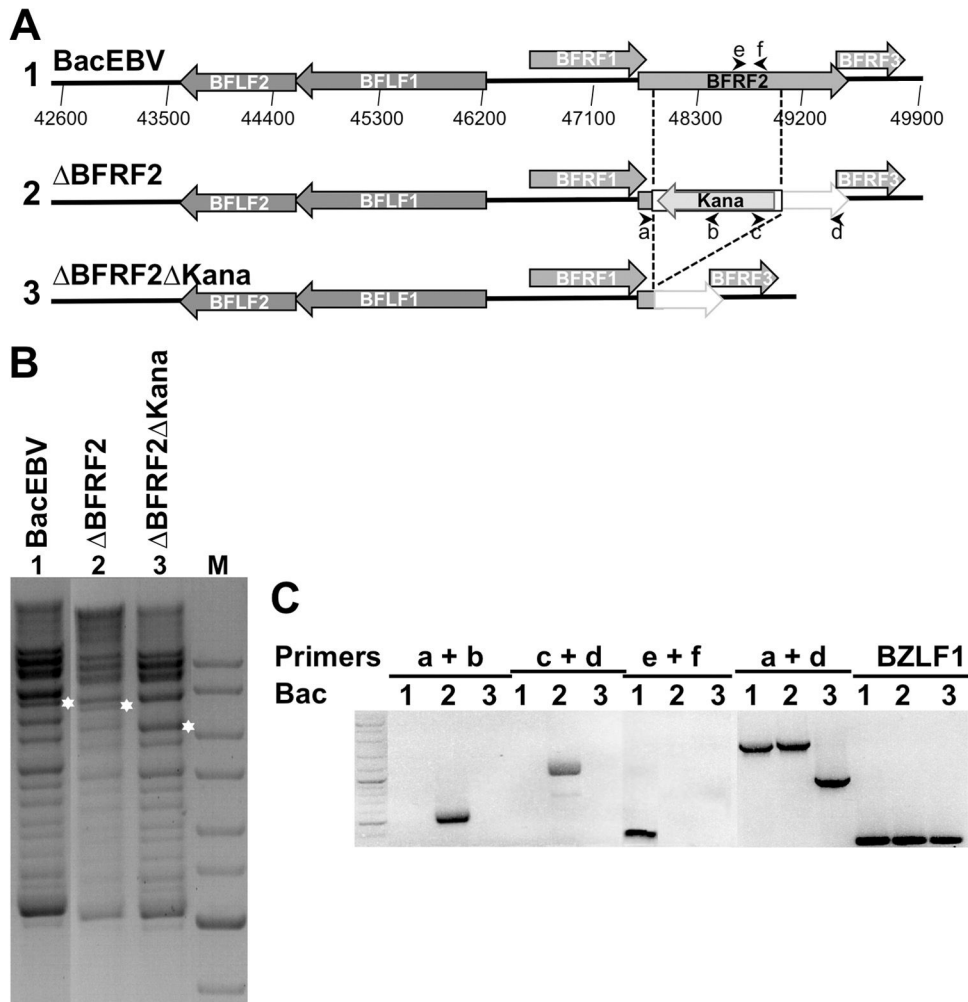 A
BacEBV
e f
1
BFRF1
BFRF3
BFLF2
BFLF1
BFRF2
42600 43500 44400 45300 46200 47100 48300 49200 49900
ΔBFRF2
2
BFRF1
BFRF3
BFLF2
BFLF1
Kana
a b c d
ΔBFRF2ΔKana
3
BFRF1
BFRF3
BFLF2
BFLF1
B
BacEBV
ΔBFRF2
ΔBFRF2ΔKana
1 2 3 M
C
Primers a + b c + d e + f a + d BZLF1
Bac 1 2 3 1 2 3 1 2 3 1 2 3 1 2 3